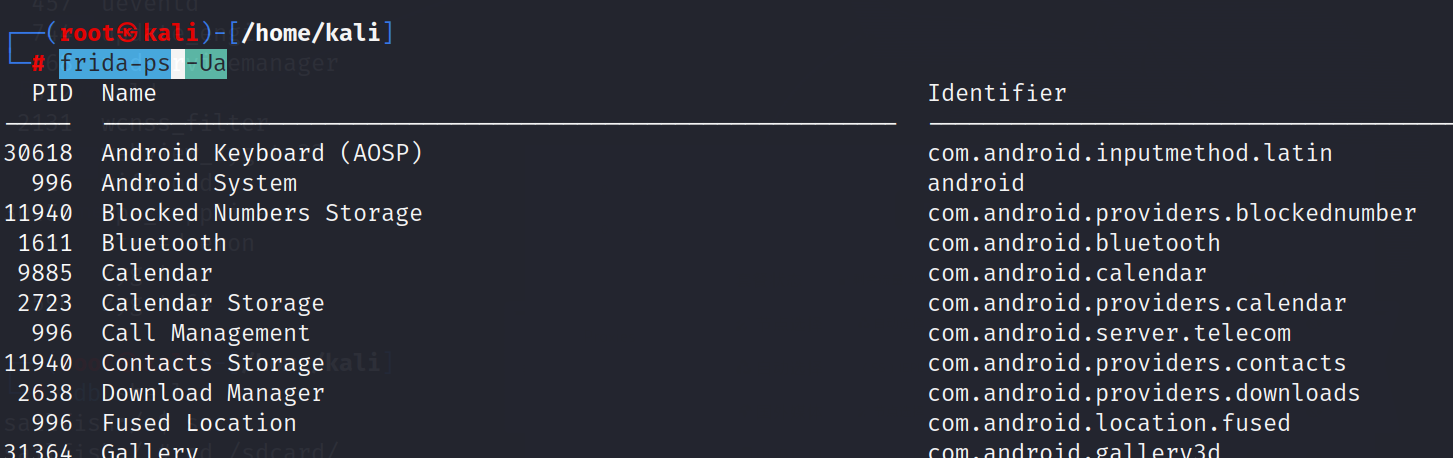 ┌──(root㉿kali)-[/home/kali]
└─# frida-ps -Ua
PID Name Identifier
30618 Android Keyboard (AOSP) com.android.inputmethod.latin
996 Android System android
11940 Blocked Numbers Storage com.android.providers.blockednumber
1611 Bluetooth com.android.bluetooth
9885 Calendar com.android.calendar
2723 Calendar Storage com.android.providers.calendar
996 Call Management com.android.server.telecom
11940 Contacts Storage com.android.providers.contacts
2638 Download Manager com.android.providers.downloads
996 Fused Location com.android.location.fused
31364 Gallery com.android.gallery3d